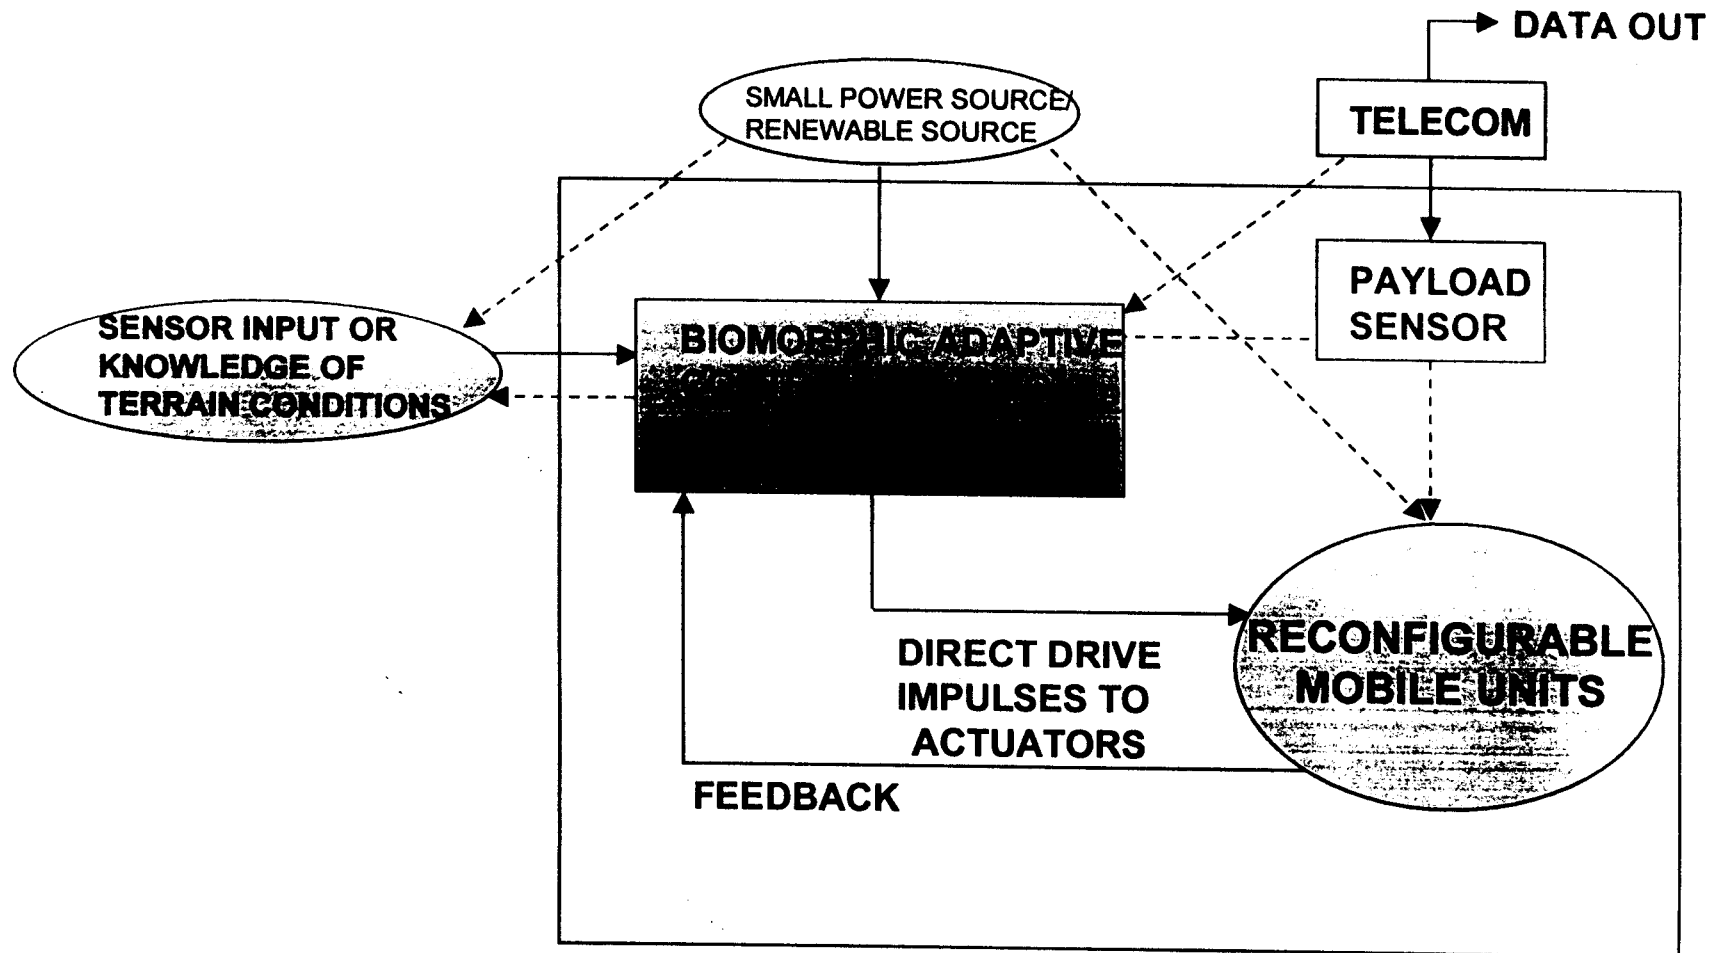 DATA OUT
SMALL POWER SOURCE/
RENEWABLE SOURCE
TELECOM
PAYLOAD
SENSOR
SENSOR INPUT OR
KNOWLEDGE OF
TERRAIN CONDITIONS
BIOMORPHIC ADAPTIVE
RECONFIGURABLE
MOBILE UNITS
DIRECT DRIVE
IMPULSES TO
ACTUATORS
FEEDBACK